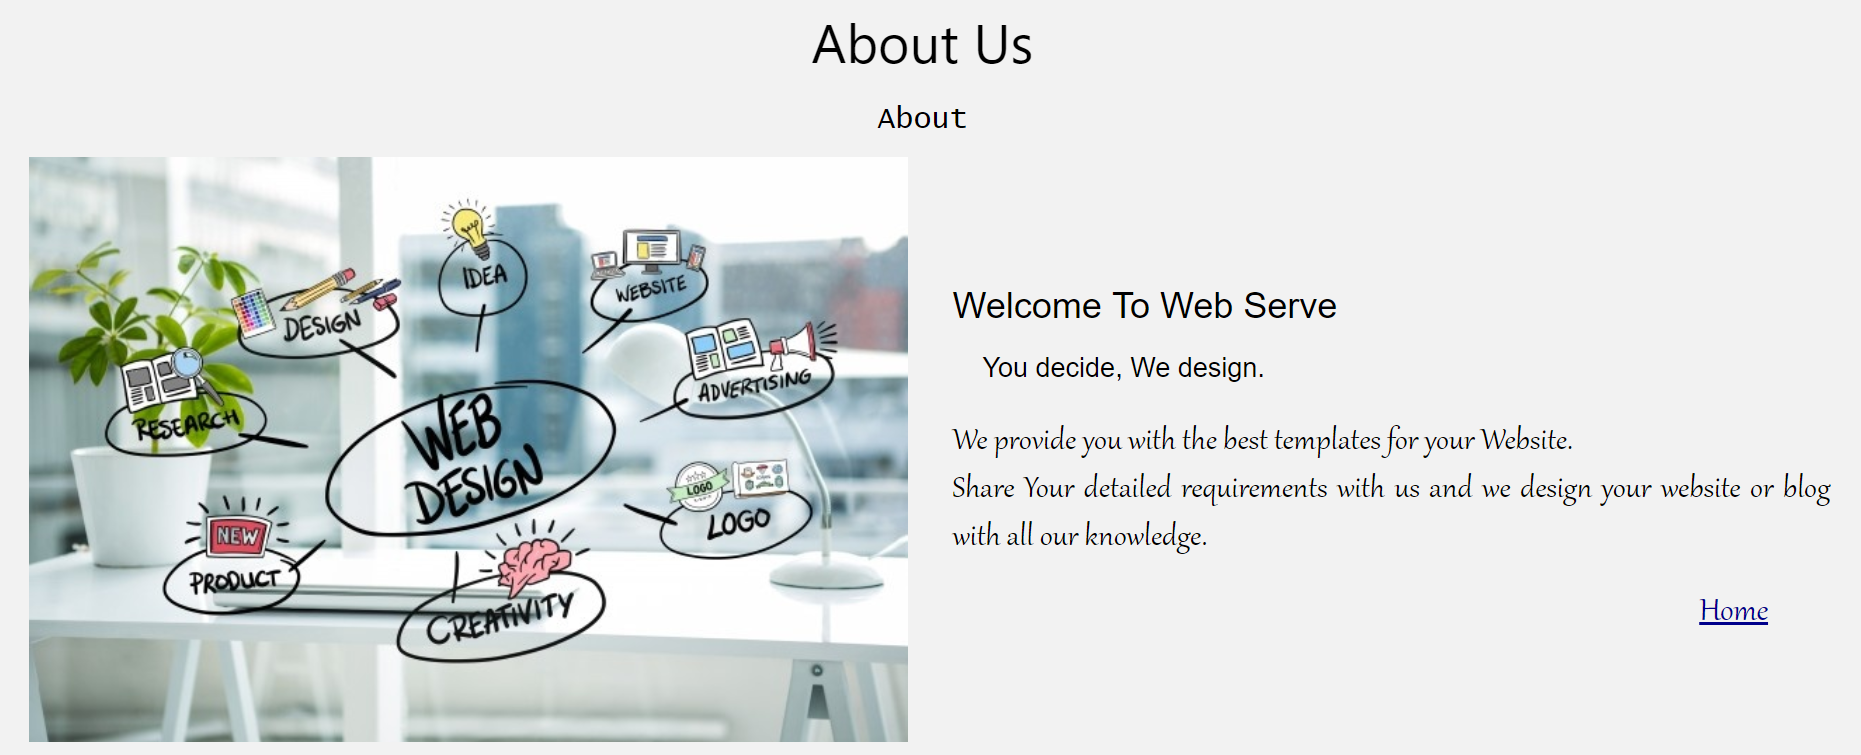 About Us
About
IDEA
WEBSITE
DESIGN
ADVERTISING
RESEARCH
WEB
DESIGN
LOGO
LOGO
NEW
PRODUCT
CREATIVITY
Welcome To Web Serve
You decide, We design.
We provide you with the best templates for your Website.
Share Your detailed requirements with us and we design your website or blog
with all our knowledge.
Home